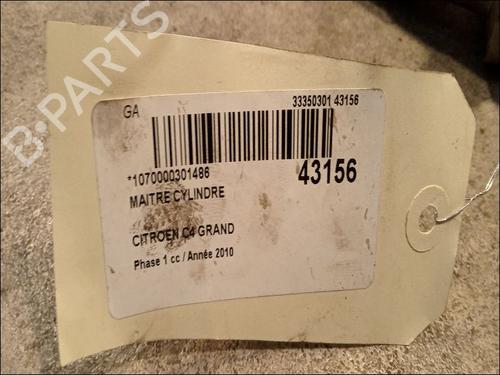 B-PARTS
GA
33350301 43156
*1070000301486
43156
MAITRE CYLINDRE
CITROEN C4 GRAND
Phase 1 cc / Année 2010